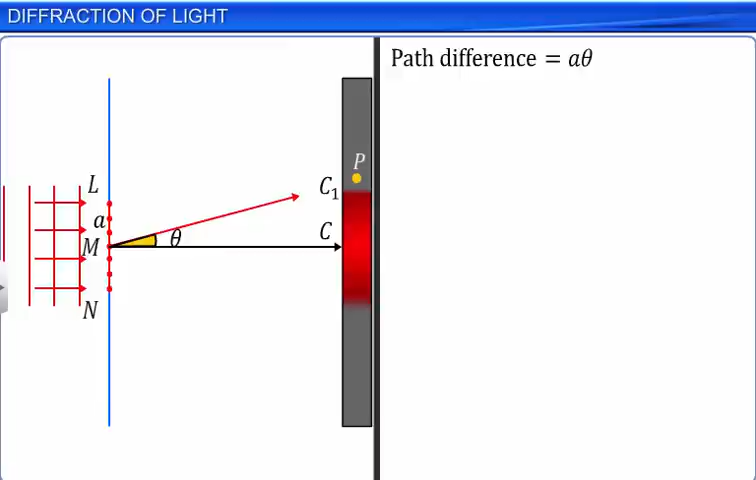 DIFFRACTION OF LIGHT
Path difference = aθ
P
L
C₁
a
C
θ
M
N